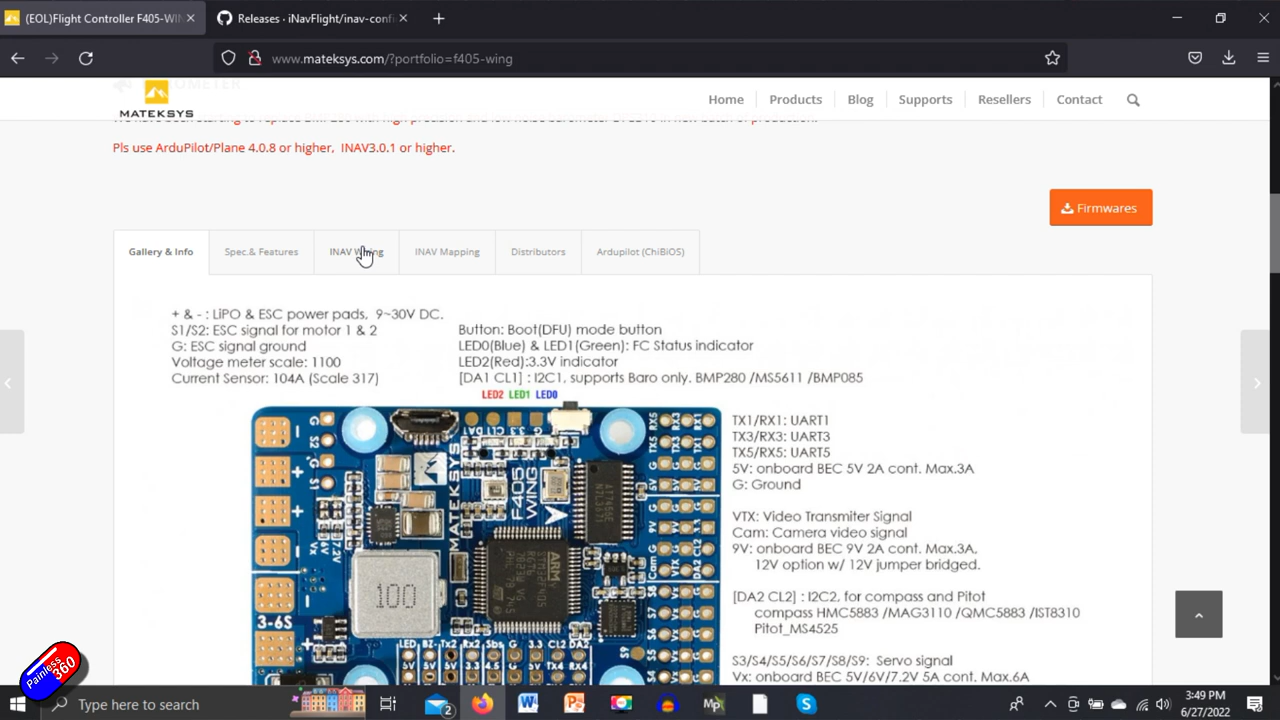 (EOL)Flight Controller F405-WIN
Releases · iNavFlight/inav-confi
www.mateksys.com/?portfolio=f405-wing
MATEKSYS
Home
Products
Blog
Supports
Resellers
Contact
Pls use ArduPilot/Plane 4.0.8 or higher, INAV3.0.1 or higher.
Firmwares
Gallery & Info
Spec.& Features
INAV Wiring
INAV Mapping
Distributors
Ardupilot (ChiBiOS)
+ & - : LiPO & ESC power pads, 9~30V DC.
S1/S2: ESC signal for motor 1 & 2
G: ESC signal ground
Voltage meter scale: 1100
Current Sensor: 104A (Scale 317)
Button: Boot(DFU) mode button
LED0(Blue) & LED1(Green): FC Status indicator
LED2(Red):3.3V indicator
[DA1 CL1] : I2C1, supports Baro only. BMP280 /MS5611 /BMP085
LED2 LED1 LED0
TX1/RX1: UART1
TX3/RX3: UART3
TX5/RX5: UART5
5V: onboard BEC 5V 2A cont. Max.3A
G: Ground
VTX: Video Transmiter Signal
Cam: Camera video signal
9V: onboard BEC 9V 2A cont. Max.3A,
12V option w/ 12V jumper bridged.
[DA2 CL2] : I2C2, for compass and Pitot
compass HMC5883 /MAG3110 /QMC5883 /IST8310
Pitot_MS4525
S3/S4/S5/S6/S7/S8/S9: Servo signal
Vx: onboard BEC 5V/6V/7.2V 5A cont. Max.6A
MATEKSYS
F405
WING
ARM
100
3-6S
Painless
360
Type here to search
2
3:49 PM
6/27/2022